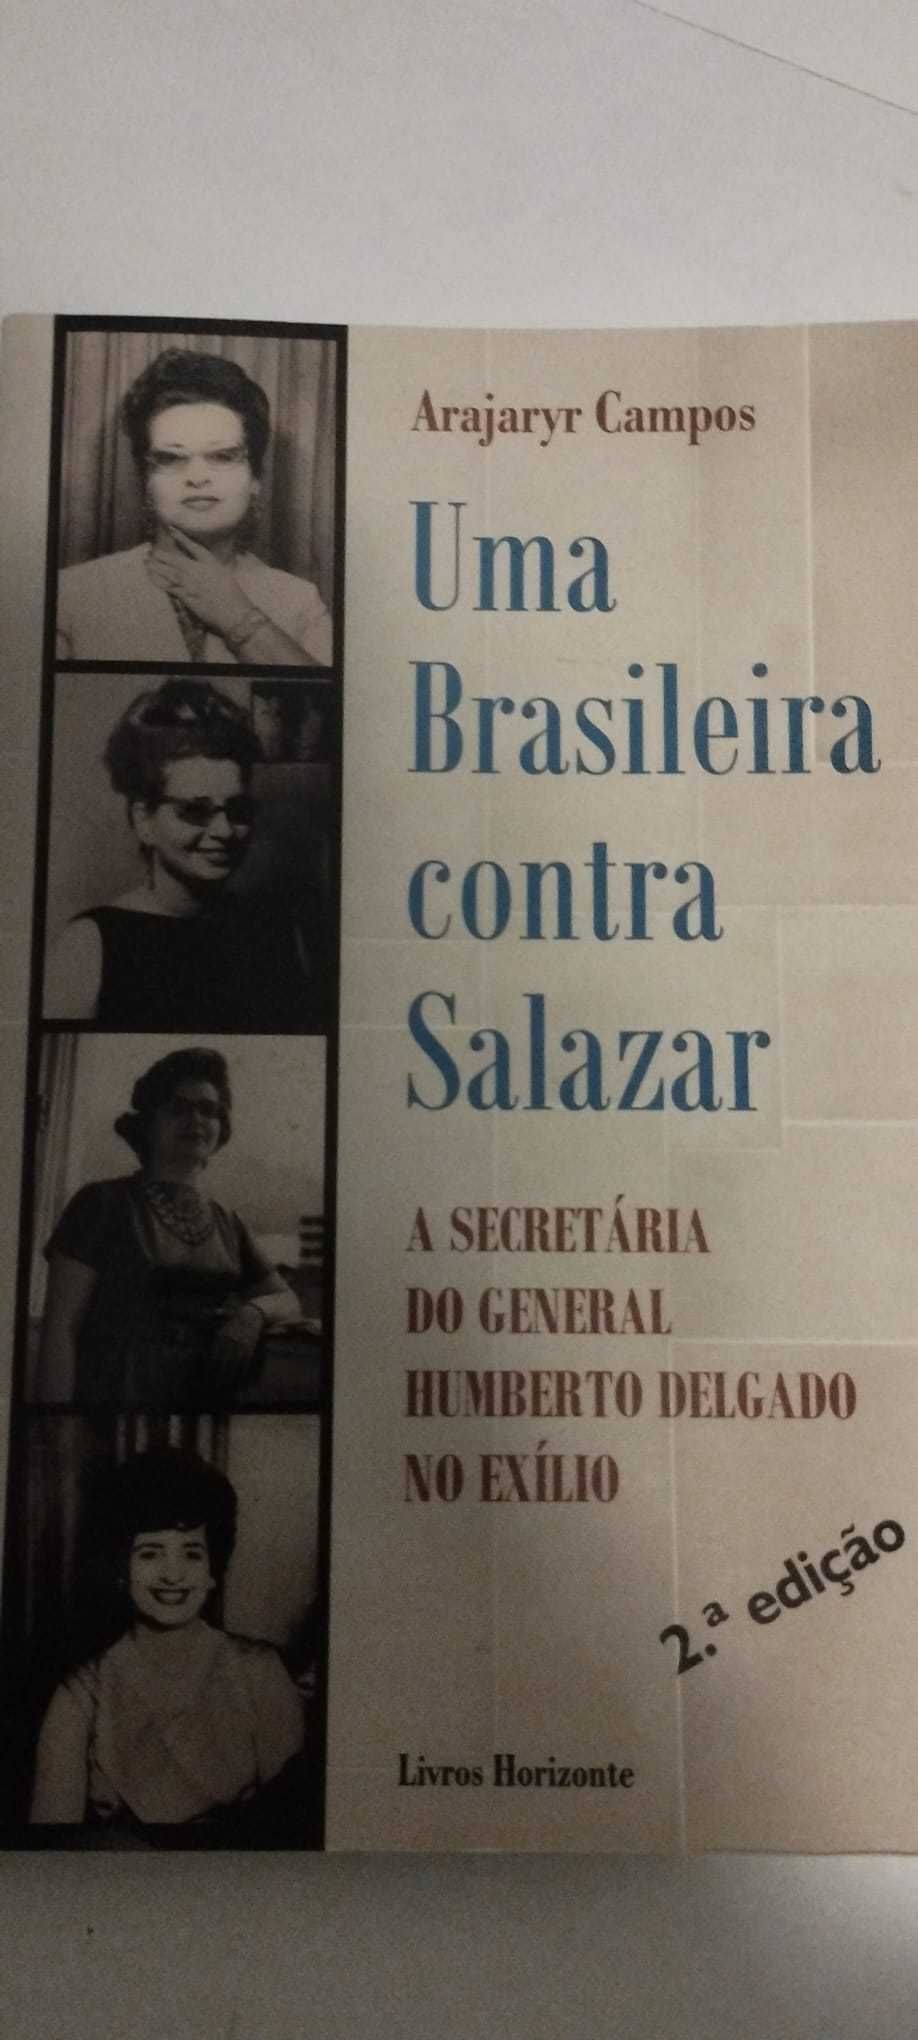 Arajaryr Campos
Uma
Brasileira
contra
Salazar
A SECRETÁRIA
DO GENERAL
HUMBERTO DELGADO
NO EXÍLIO
2.ª edição
Livros Horizonte